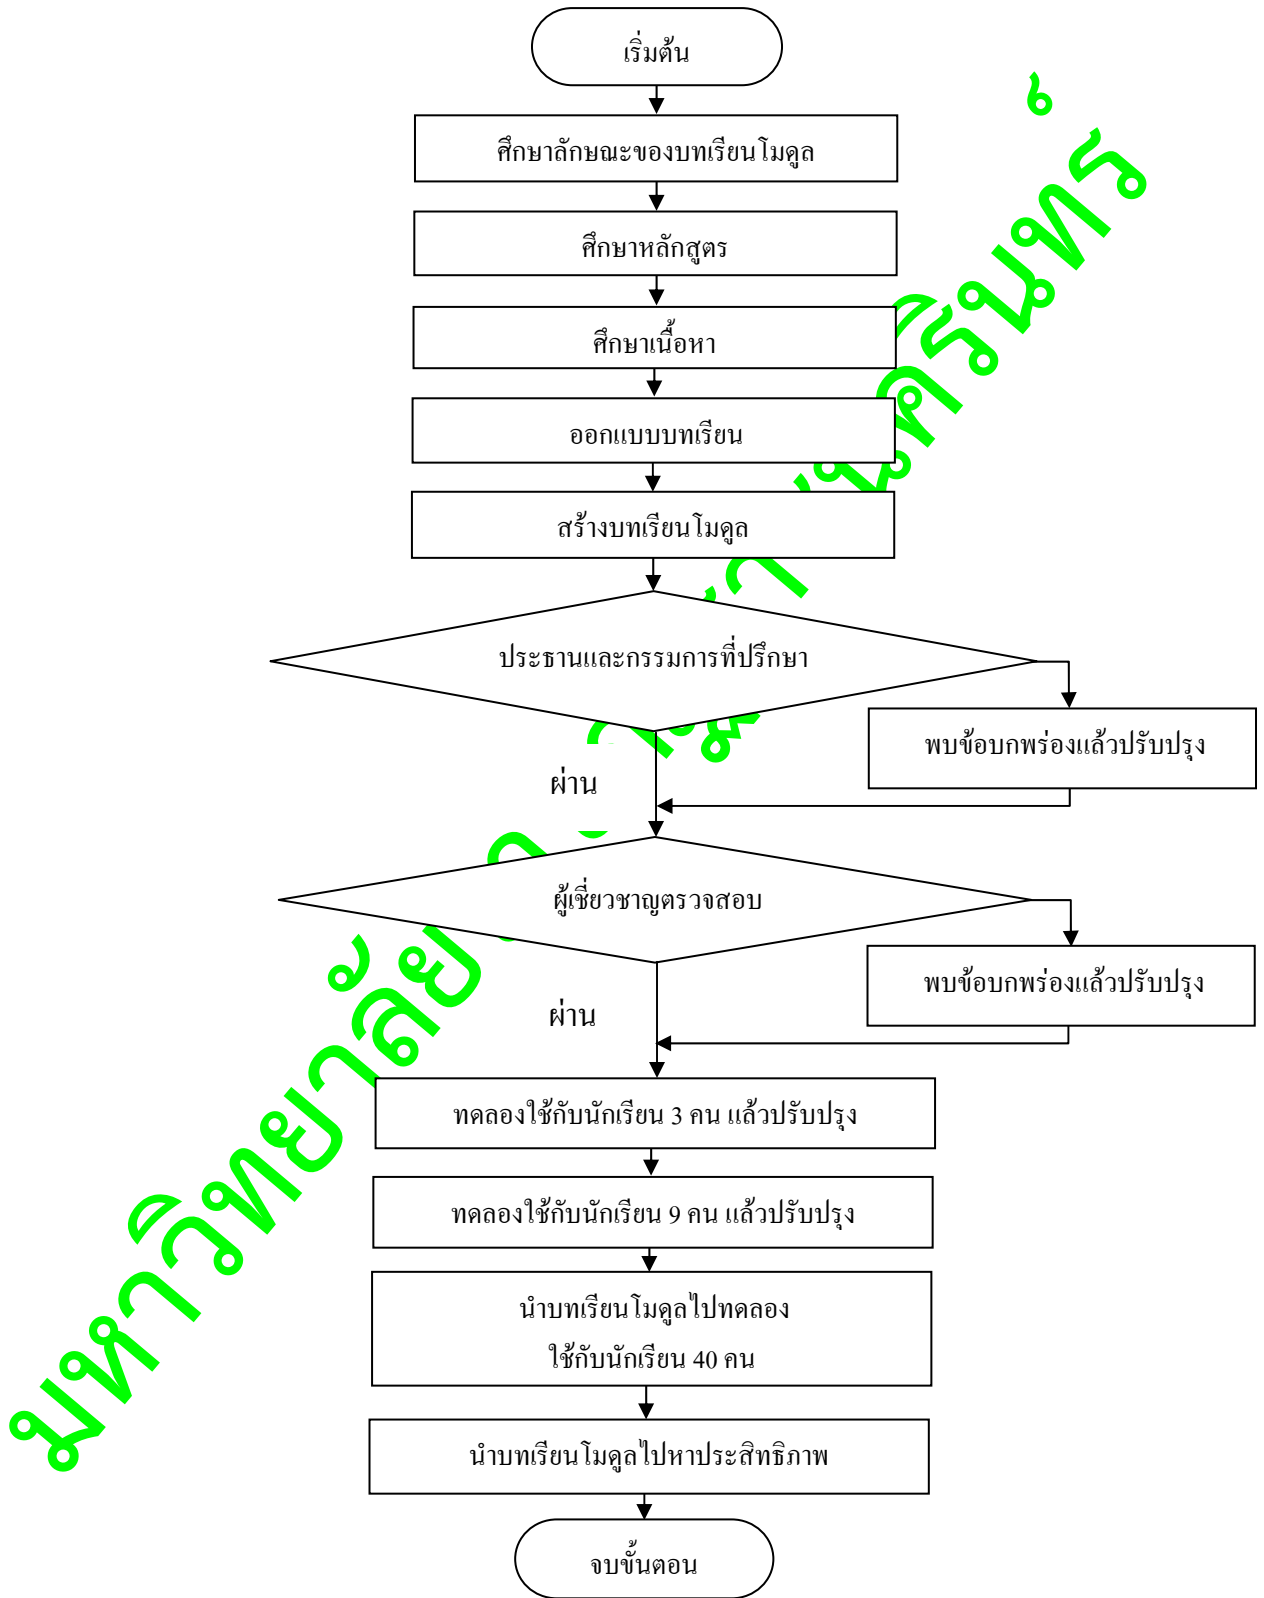 เริ่มต้น
ศึกษาลักษณะของบทเรียนโมดูล
ศึกษาหลักสูตร
ศึกษาเนื้อหา
ออกแบบบทเรียน
สร้างบทเรียนโมดูล
ประธานและกรรมการที่ปรึกษา
พบข้อบกพร่องแล้วปรับปรุง
ผ่าน
ผู้เชี่ยวชาญตรวจสอบ
พบข้อบกพร่องแล้วปรับปรุง
ผ่าน
ทดลองใช้กับนักเรียน 3 คน แล้วปรับปรุง
ทดลองใช้กับนักเรียน 9 คน แล้วปรับปรุง
นำบทเรียนโมดูลไปทดลอง
ใช้กับนักเรียน 40 คน
นำบทเรียนโมดูลไปหาประสิทธิภาพ
จบขั้นตอน
มหาวิทยาลัย